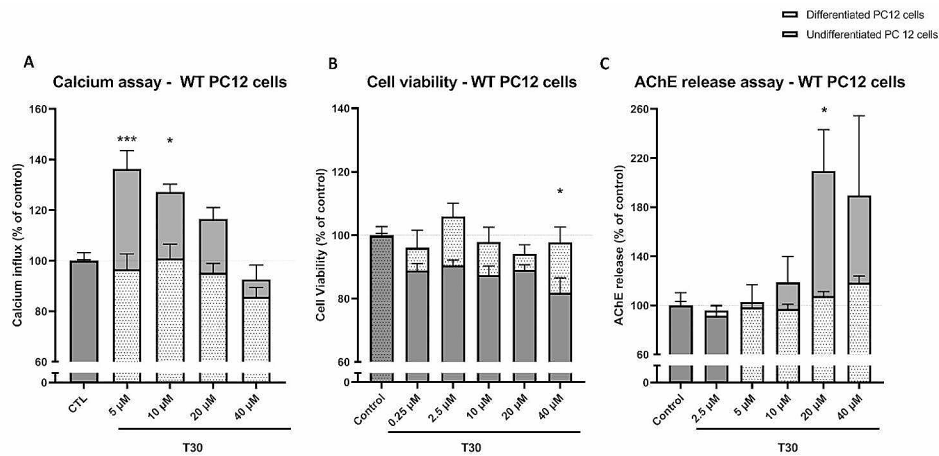 Differentiated PC12 cells
Undifferentiated PC 12 cells
A
Calcium assay - WT PC12 cells
Calcium influx (% of control)
160
140
120
100
80
60
0
***
*
CTL
5 µM
10 µM
20 µM
40 µM
T30
B
Cell viability - WT PC12 cells
Cell Viability (% of control)
140
120
100
80
60
0
*
Control
0.25 µM
2.5 µM
10 µM
20 µM
40 µM
T30
C
AChE release assay - WT PC12 cells
AChE release (% of control)
260
220
180
140
100
60
0
*
Control
2.5 µM
5 µM
10 µM
20 µM
40 µM
T30